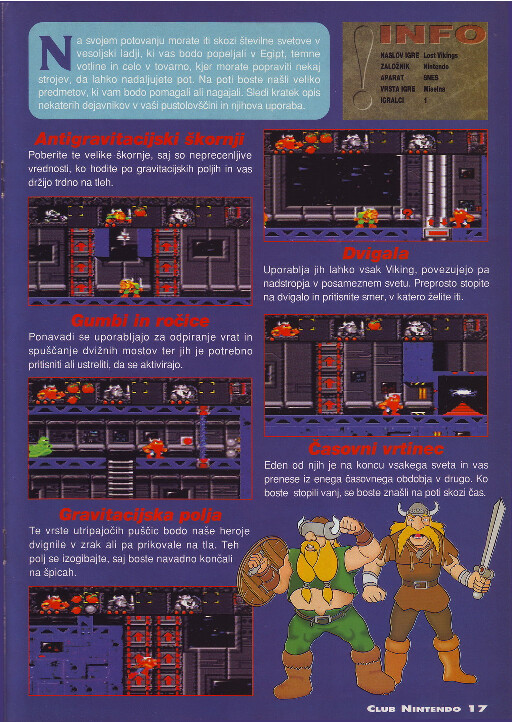 Na svojem potovanju morate iti skozi številne svetove v
vesoljski ladji, ki vas bodo popeljali v Egipt, temne
votline in celo v tovarno, kjer morate popraviti nekaj
strojev, da lahko nadaljujete pot. Na poti boste našli veliko
predmetov, ki vam bodo pomagali ali nagajali. Sledi kratek opis
nekaterih dejavnikov v vaši pustolovščini in njihova uporaba.
INFO
NASLOV IGRE Lost Vikings
ZALOŽNIK Nintendo
APARAT SNES
VRSTA IGRE Miselna
IGRALCI 1
Antigravitacijski škornji
Poberite te velike škornje, saj so neprecenljive
vrednosti, ko hodite po gravitacijskih poljih in vas
držijo trdno na tleh.
Dvigala
Uporablja jih lahko vsak Viking, povezujejo pa
nadstropja v posameznem svetu. Preprosto stopite
na dvigalo in pritisnite smer, v katero želite iti.
Gumbi in ročice
Ponavadi se uporabljajo za odpiranje vrat in
spuščanje dvižnih mostov ter jih je potrebno
pritisniti ali ustreliti, da se aktivirajo.
Časovni vrtinec
Eden od njih je na koncu vsakega sveta in vas
prenese iz enega časovnega obdobja v drugo. Ko
boste stopili vanj, se boste znašli na poti skozi čas.
Gravitacijska polja
Te vrste utripajočih puščic bodo naše heroje
dvignile v zrak ali pa prikovale na tla. Teh
polj se izogibajte, saj boste navadno končali
na špicah.
CLUB NINTENDO 17